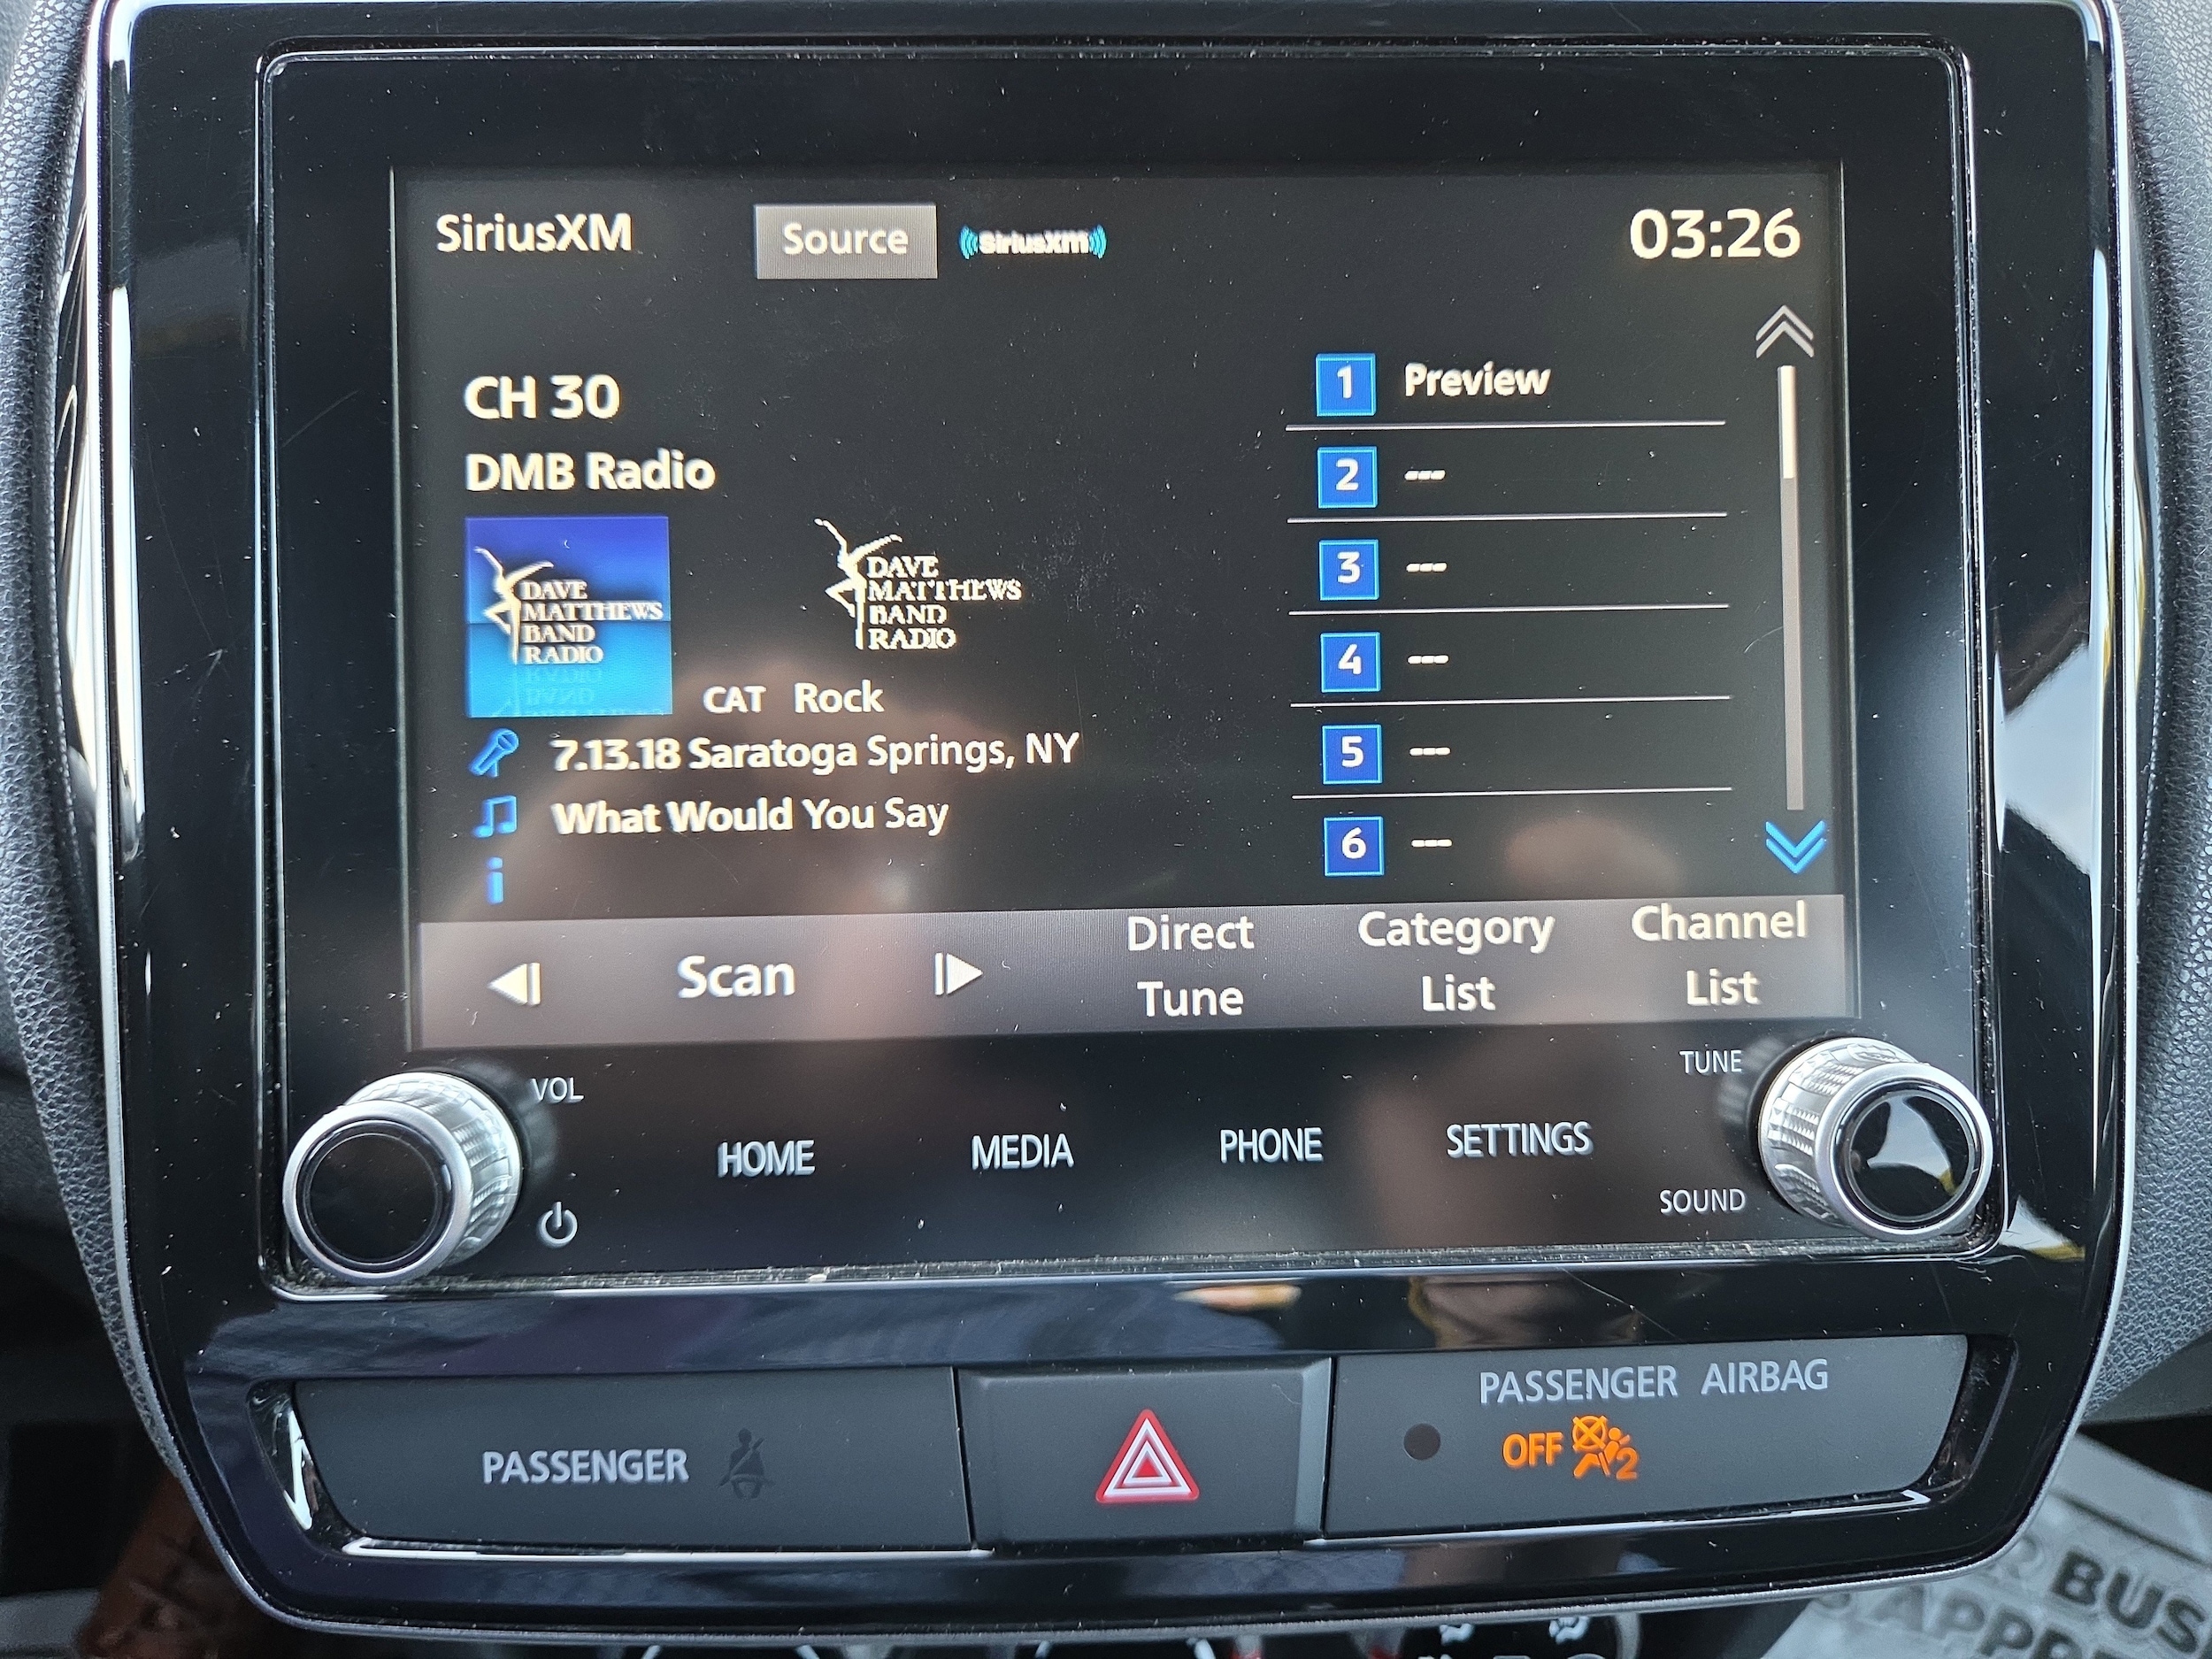 SiriusXM
Source
SiriusXM
03:26
CH 30
DMB Radio
DAVE
MATTHEWS
BAND
RADIO
DAVE
MATTHEWS
BAND
RADIO
CAT Rock
7.13.18 Saratoga Springs, NY
What Would You Say
i
1 Preview
2 ---
3 ---
4 ---
5 ---
6 ---
Scan
Direct
Tune
Category
List
Channel
List
VOL
HOME
MEDIA
PHONE
SETTINGS
TUNE
SOUND
PASSENGER
PASSENGER AIRBAG
OFF 2
BUS